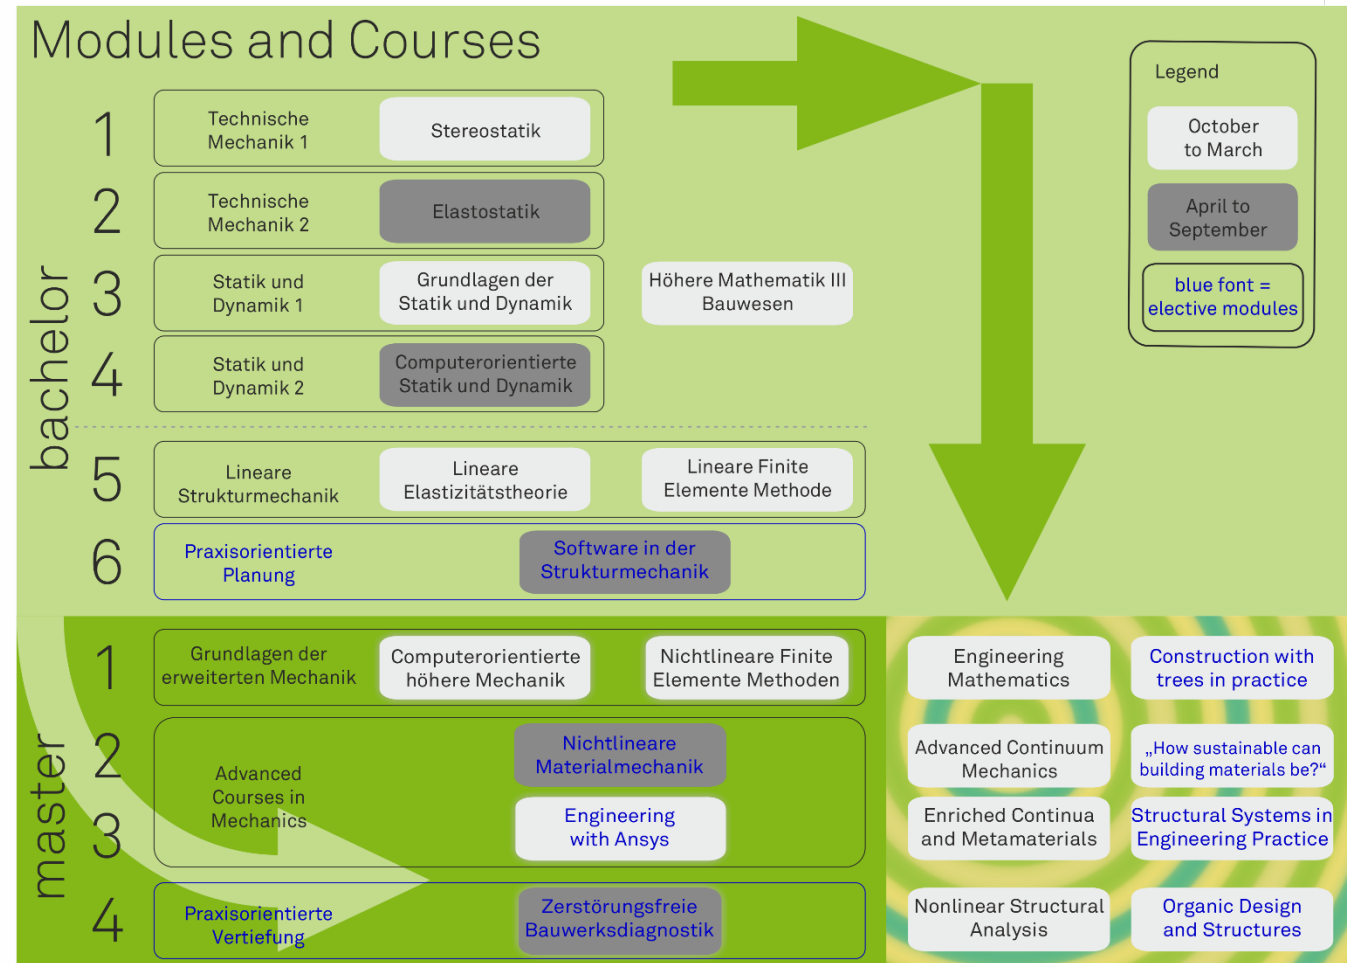 Modules and Courses
Legend
October
to March
April to
September
blue font =
elective modules
bachelor
1
Technische
Mechanik 1
Stereostatik
2
Technische
Mechanik 2
Elastostatik
3
Statik und
Dynamik 1
Grundlagen der
Statik und Dynamik
Höhere Mathematik III
Bauwesen
4
Statik und
Dynamik 2
Computerorientierte
Statik und Dynamik
5
Lineare
Strukturmechanik
Lineare
Elastizitätstheorie
Lineare Finite
Elemente Methode
6
Praxisorientierte
Planung
Software in der
Strukturmechanik
master
1
Grundlagen der
erweiterten Mechanik
Computerorientierte
höhere Mechanik
Nichtlineare Finite
Elemente Methoden
Engineering
Mathematics
Construction with
trees in practice
2
3
Advanced
Courses in
Mechanics
Nichtlineare
Materialmechanik
Advanced Continuum
Mechanics
„How sustainable can
building materials be?“
Engineering
with Ansys
Enriched Continua
and Metamaterials
Structural Systems in
Engineering Practice
4
Praxisorientierte
Vertiefung
Zerstörungsfreie
Bauwerksdiagnostik
Nonlinear Structural
Analysis
Organic Design
and Structures